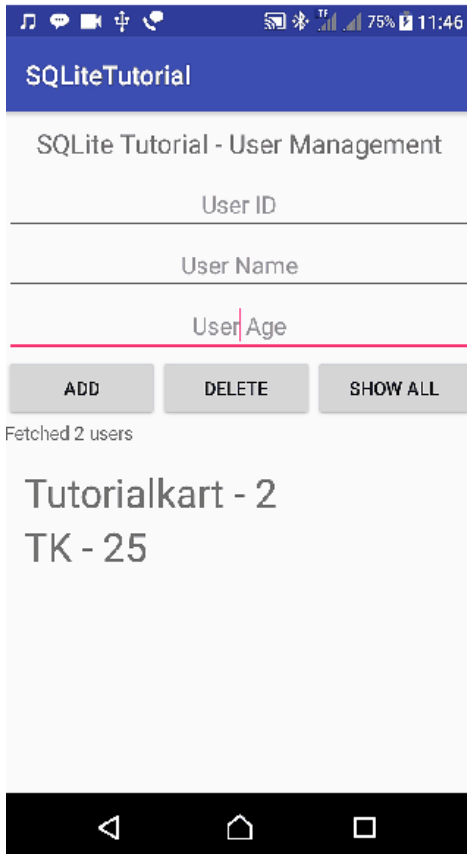 TF 75% 11:46
SQLiteTutorial
SQLite Tutorial - User Management
User ID
User Name
User Age
ADD DELETE SHOW ALL
Fetched 2 users
Tutorialkart - 2
TK - 25